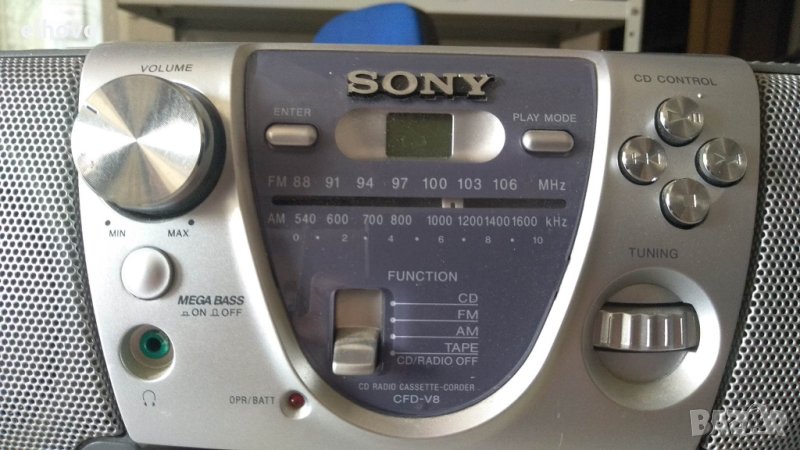 elhovo
SONY
VOLUME
MIN MAX
MEGA BASS
ON OFF
OPR/BATT
ENTER
PLAY MODE
FM 88 91 94 97 100 103 106 MHz
AM 540 600 700 800 1000 1200 1400 1600 kHz
0 • 2 • 4 • 6 • 8 • 10
FUNCTION
CD
FM
AM
TAPE
CD/RADIO OFF
CD RADIO CASSETTE-CORDER
CFD-V8
CD CONTROL
TUNING